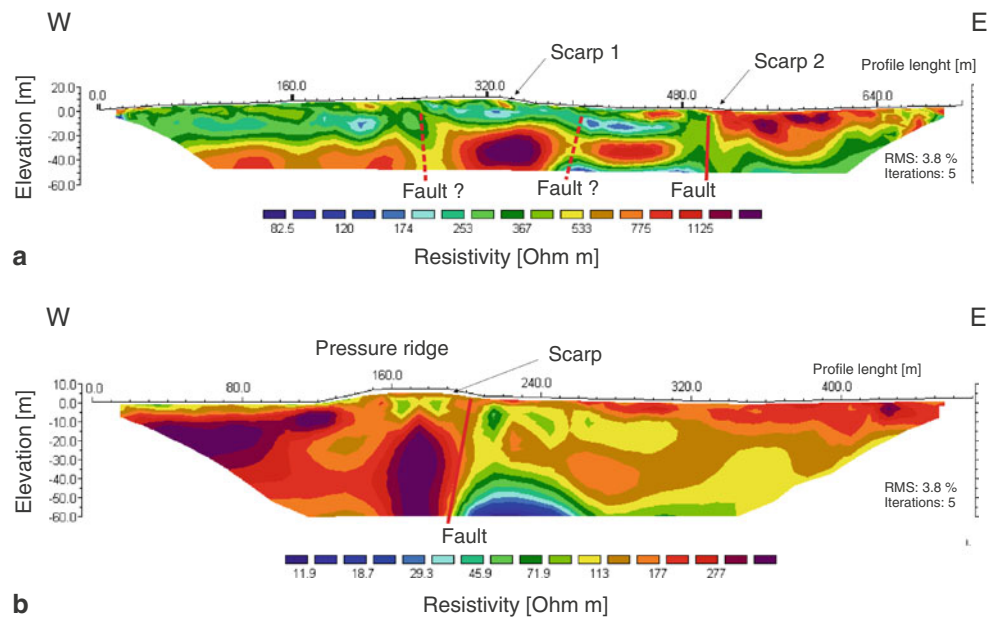 W
E
Scarp 1
Scarp 2
Profile lenght [m]
Elevation [m]
20.0
0.0
-20.0
-40.0
-60.0
0.0 160.0 320.0 480.0 640.0
RMS: 3.8 %
Iterations: 5
Fault ?
Fault ?
Fault
82.5 120 174 253 367 533 775 1125
a
Resistivity [Ohm m]
W
E
Pressure ridge
Scarp
Profile lenght [m]
Elevation [m]
10.0
0.0
-10.0
-20.0
-30.0
-40.0
-50.0
-60.0
0.0 80.0 160.0 240.0 320.0 400.0
RMS: 3.8 %
Iterations: 5
Fault
11.9 18.7 29.3 45.9 71.9 113 177 277
b
Resistivity [Ohm m]